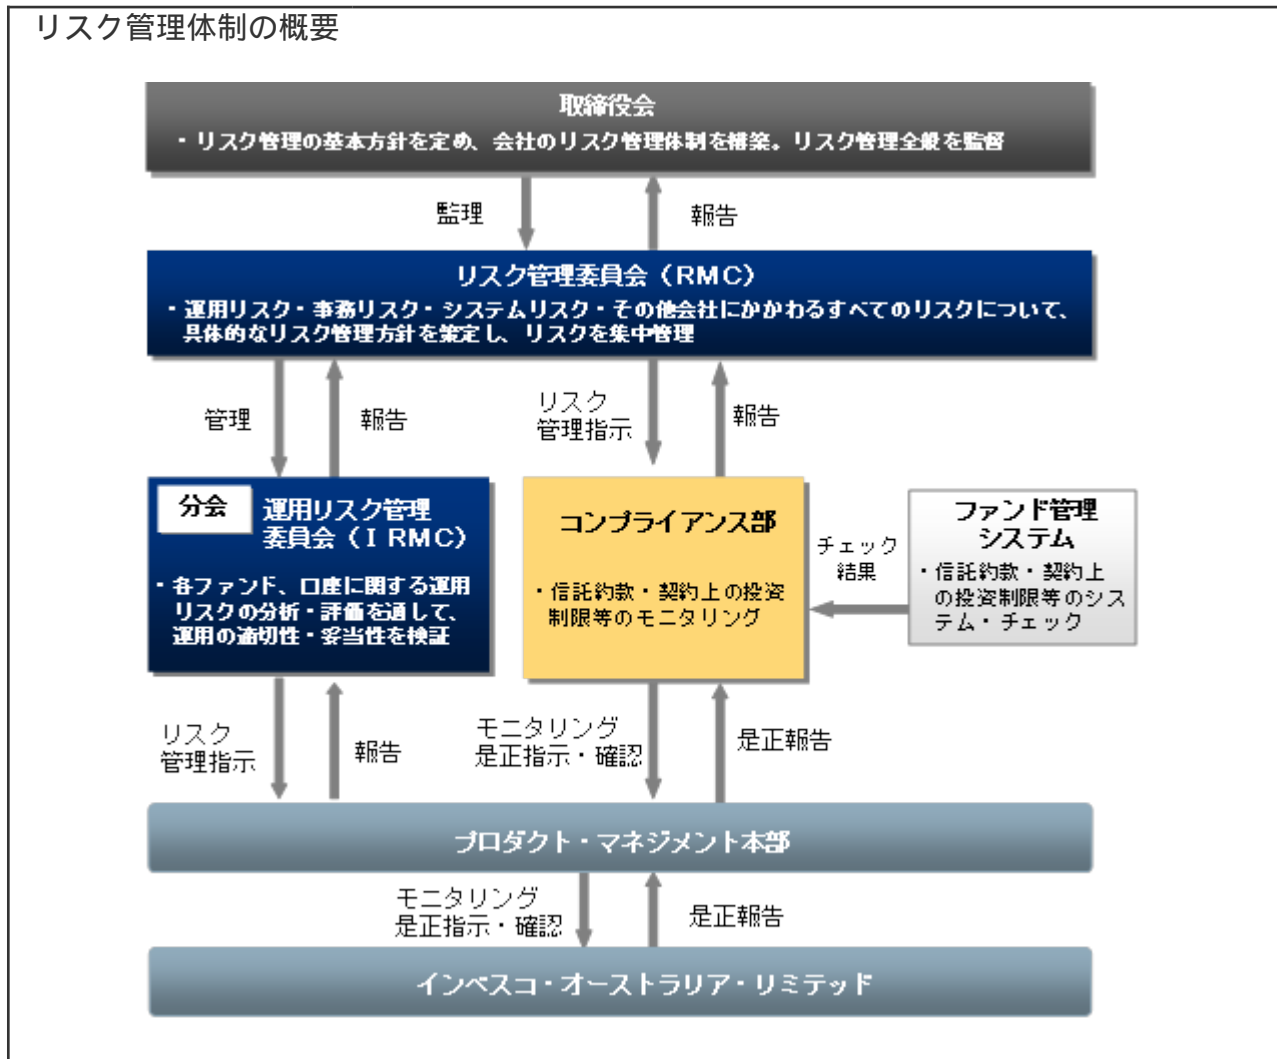 リスク管理体制の概要
取締役会
・リスク管理の基本方針を定め、会社のリスク管理体制を構築。リスク管理全般を監督
監理
報告
リスク管理委員会（RMC）
・運用リスク・事務リスク・システムリスク・その他会社にかかわるすべてのリスクについて、
具体的なリスク管理方針を策定し、リスクを集中管理
管理
報告
リスク
管理指示
報告
分会
運用リスク管理
委員会（IRMC）
・各ファンド、口座に関する運用
リスクの分析・評価を通して、
運用の適切性・妥当性を検証
コンプライアンス部
・信託約款・契約上の投資
制限等のモニタリング
チェック
結果
ファンド管理
システム
・信託約款・契約上
の投資制限等のシス
テム・チェック
リスク
管理指示
報告
モニタリング
是正指示・確認
是正報告
プロダクト・マネジメント本部
モニタリング
是正指示・確認
是正報告
インベスコ・オーストラリア・リミテッド